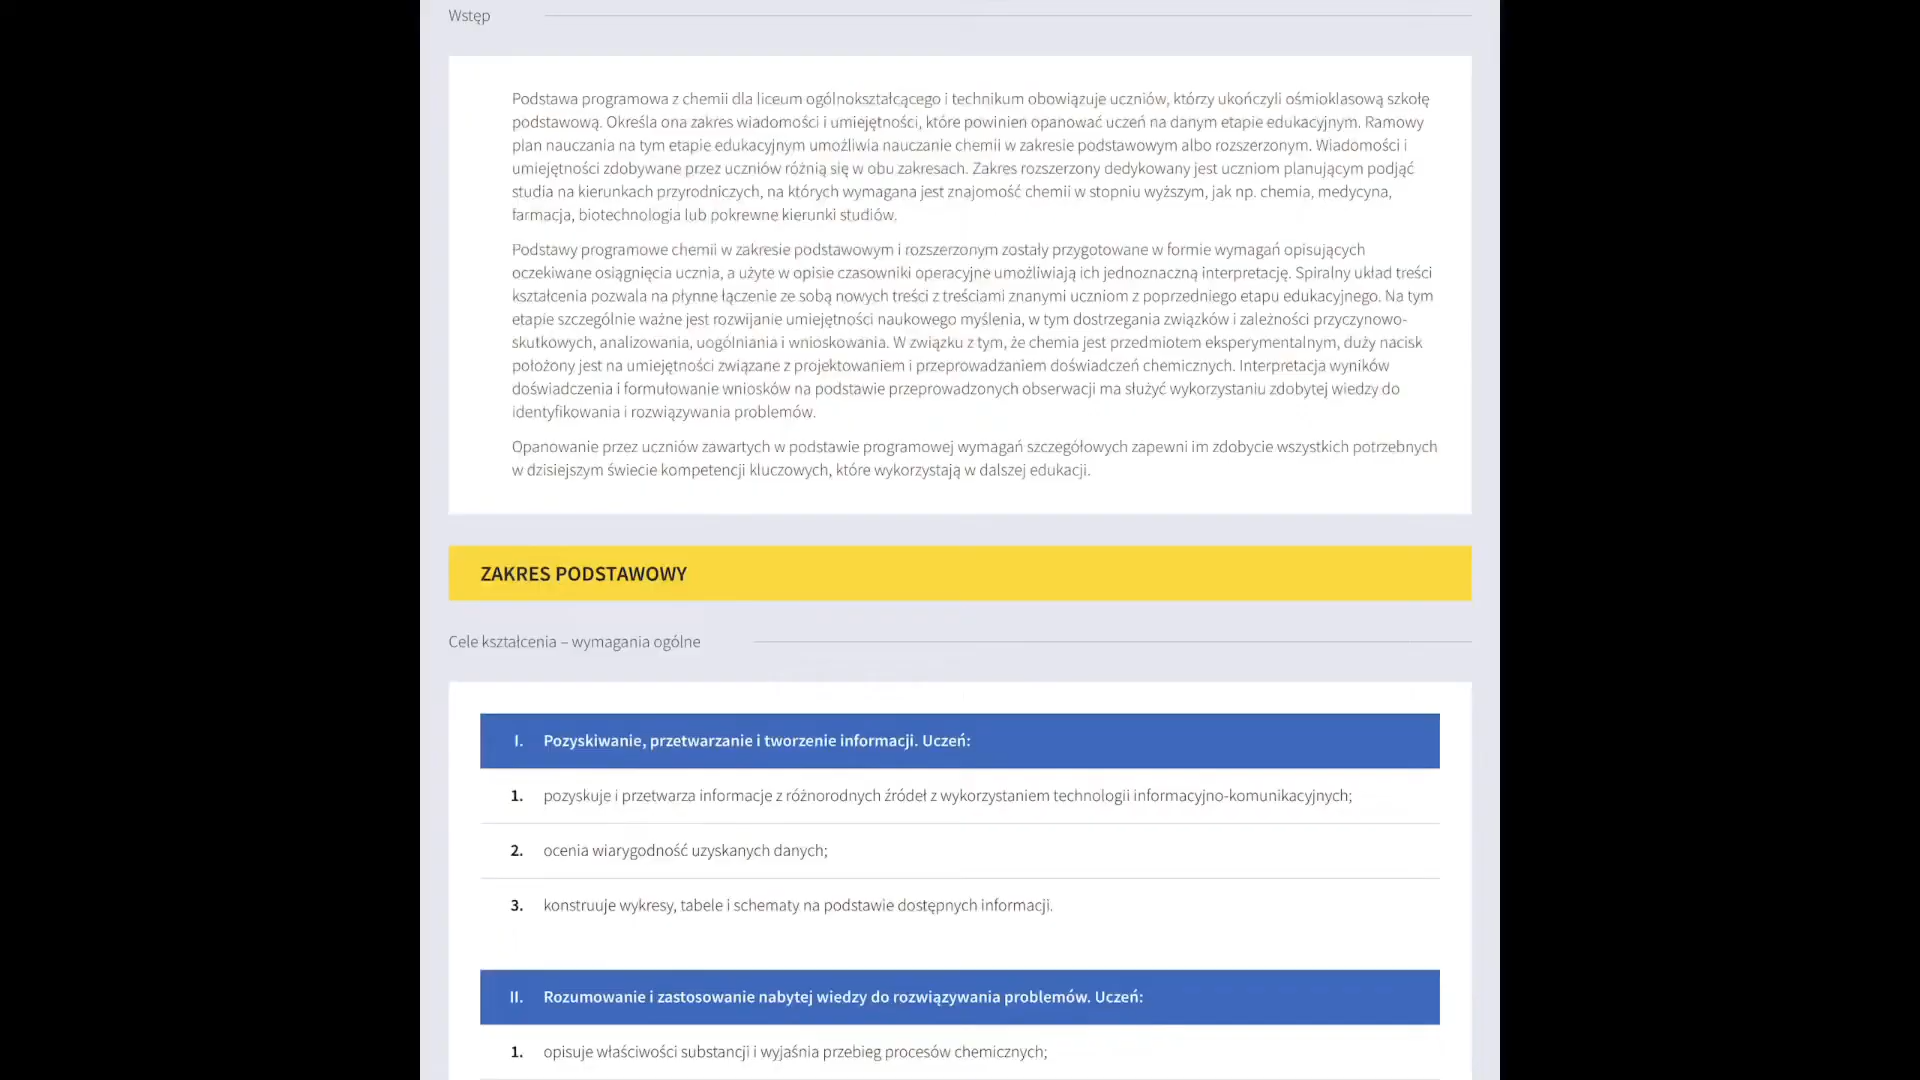 Wstęp
Podstawa programowa z chemii dla liceum ogólnokształcącego i technikum obowiązuje uczniów, którzy ukończyli ośmioklasową szkołę
podstawową. Określa ona zakres wiadomości i umiejętności, które powinien opanować uczeń na danym etapie edukacyjnym. Ramowy
plan nauczania na tym etapie edukacyjnym umożliwia nauczanie chemii w zakresie podstawowym albo rozszerzonym. Wiadomości i
umiejętności zdobywane przez uczniów różnią się w obu zakresach. Zakres rozszerzony dedykowany jest uczniom planującym podjąć
studia na kierunkach przyrodniczych, na których wymagana jest znajomość chemii w stopniu wyższym, jak np. chemia, medycyna,
farmacja, biotechnologia lub pokrewne kierunki studiów.
Podstawy programowe chemii w zakresie podstawowym i rozszerzonym zostały przygotowane w formie wymagań opisujących
oczekiwane osiągnięcia ucznia, a użyte w opisie czasowniki operacyjne umożliwiają ich jednoznaczną interpretację. Spiralny układ treści
kształcenia pozwala na płynne łączenie ze sobą nowych treści z treściami znanymi uczniom z poprzedniego etapu edukacyjnego. Na tym
etapie szczególnie ważne jest rozwijanie umiejętności naukowego myślenia, w tym dostrzegania związków i zależności przyczynowo-
skutkowych, analizowania, uogólniania i wnioskowania. W związku z tym, że chemia jest przedmiotem eksperymentalnym, duży nacisk
położony jest na umiejętności związane z projektowaniem i przeprowadzaniem doświadczeń chemicznych. Interpretacja wyników
doświadczenia i formułowanie wniosków na podstawie przeprowadzonych obserwacji ma służyć wykorzystaniu zdobytej wiedzy do
identyfikowania i rozwiązywania problemów.
Opanowanie przez uczniów zawartych w podstawie programowej wymagań szczegółowych zapewni im zdobycie wszystkich potrzebnych
w dzisiejszym świecie kompetencji kluczowych, które wykorzystają w dalszej edukacji.
ZAKRES PODSTAWOWY
Cele kształcenia – wymagania ogólne
I. Pozyskiwanie, przetwarzanie i tworzenie informacji. Uczeń:
1. pozyskuje i przetwarza informacje z różnorodnych źródeł z wykorzystaniem technologii informacyjno-komunikacyjnych;
2. ocenia wiarygodność uzyskanych danych;
3. konstruuje wykresy, tabele i schematy na podstawie dostępnych informacji.
II. Rozumowanie i zastosowanie nabytej wiedzy do rozwiązywania problemów. Uczeń:
1. opisuje właściwości substancji i wyjaśnia przebieg procesów chemicznych;